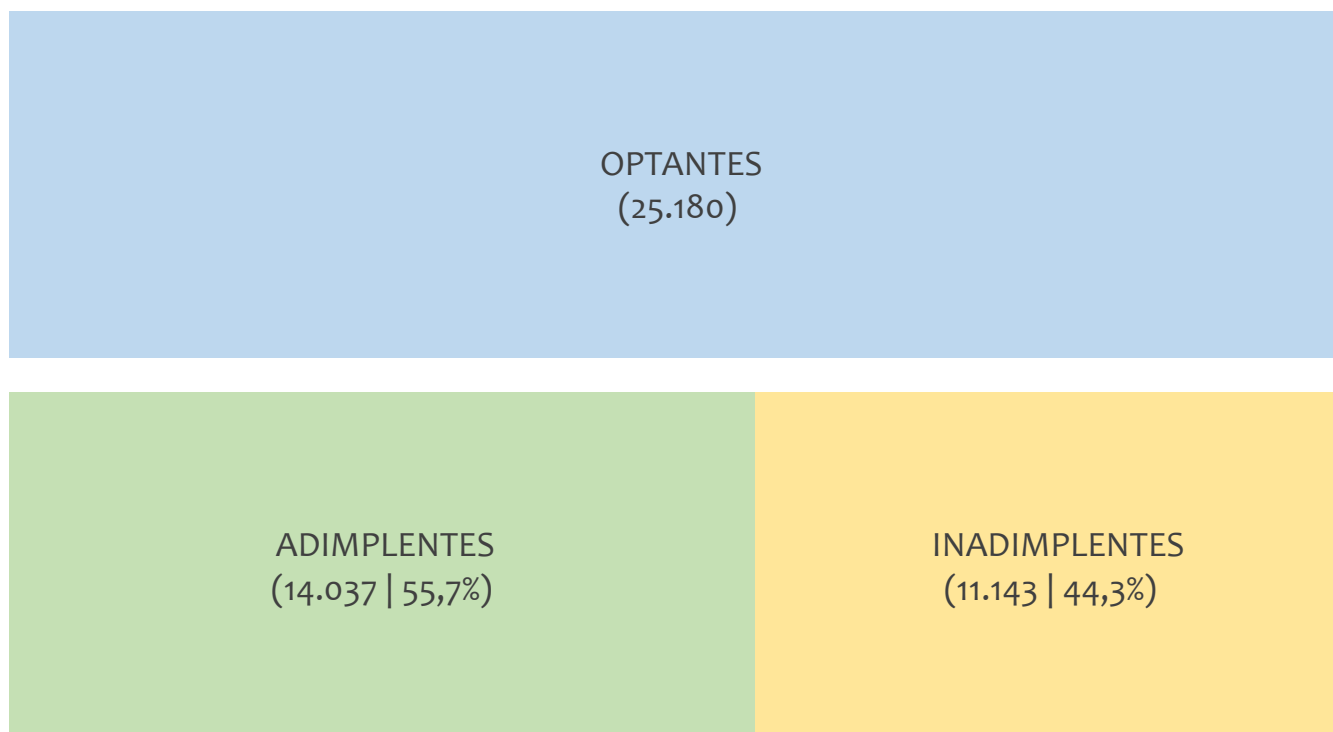 OPTANTES
(25.180)
ADIMPLENTES
(14.037 | 55,7%)
INADIMPLENTES
(11.143 | 44,3%)